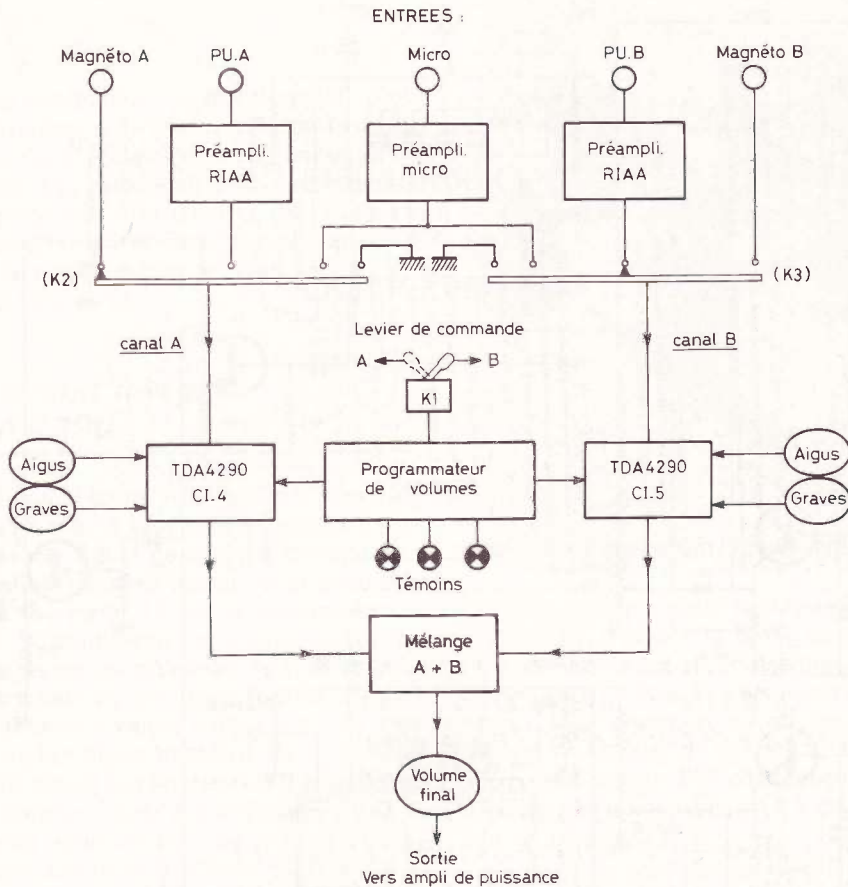 ENTREES :
Magnéto A
PU.A
Micro
PU.B
Magnéto B
Préampli.
RIAA
Préampli.
micro
Préampli.
RIAA
(K2)
(K3)
canal A
Levier de commande
canal B
A
B
K1
Aigus
Graves
TDA4290
CI.4
Programmateur
de volumes
TDA4290
CI.5
Aigus
Graves
Témoins
Mélange
A + B
Volume
final
Sortie
Vers ampli de puissance